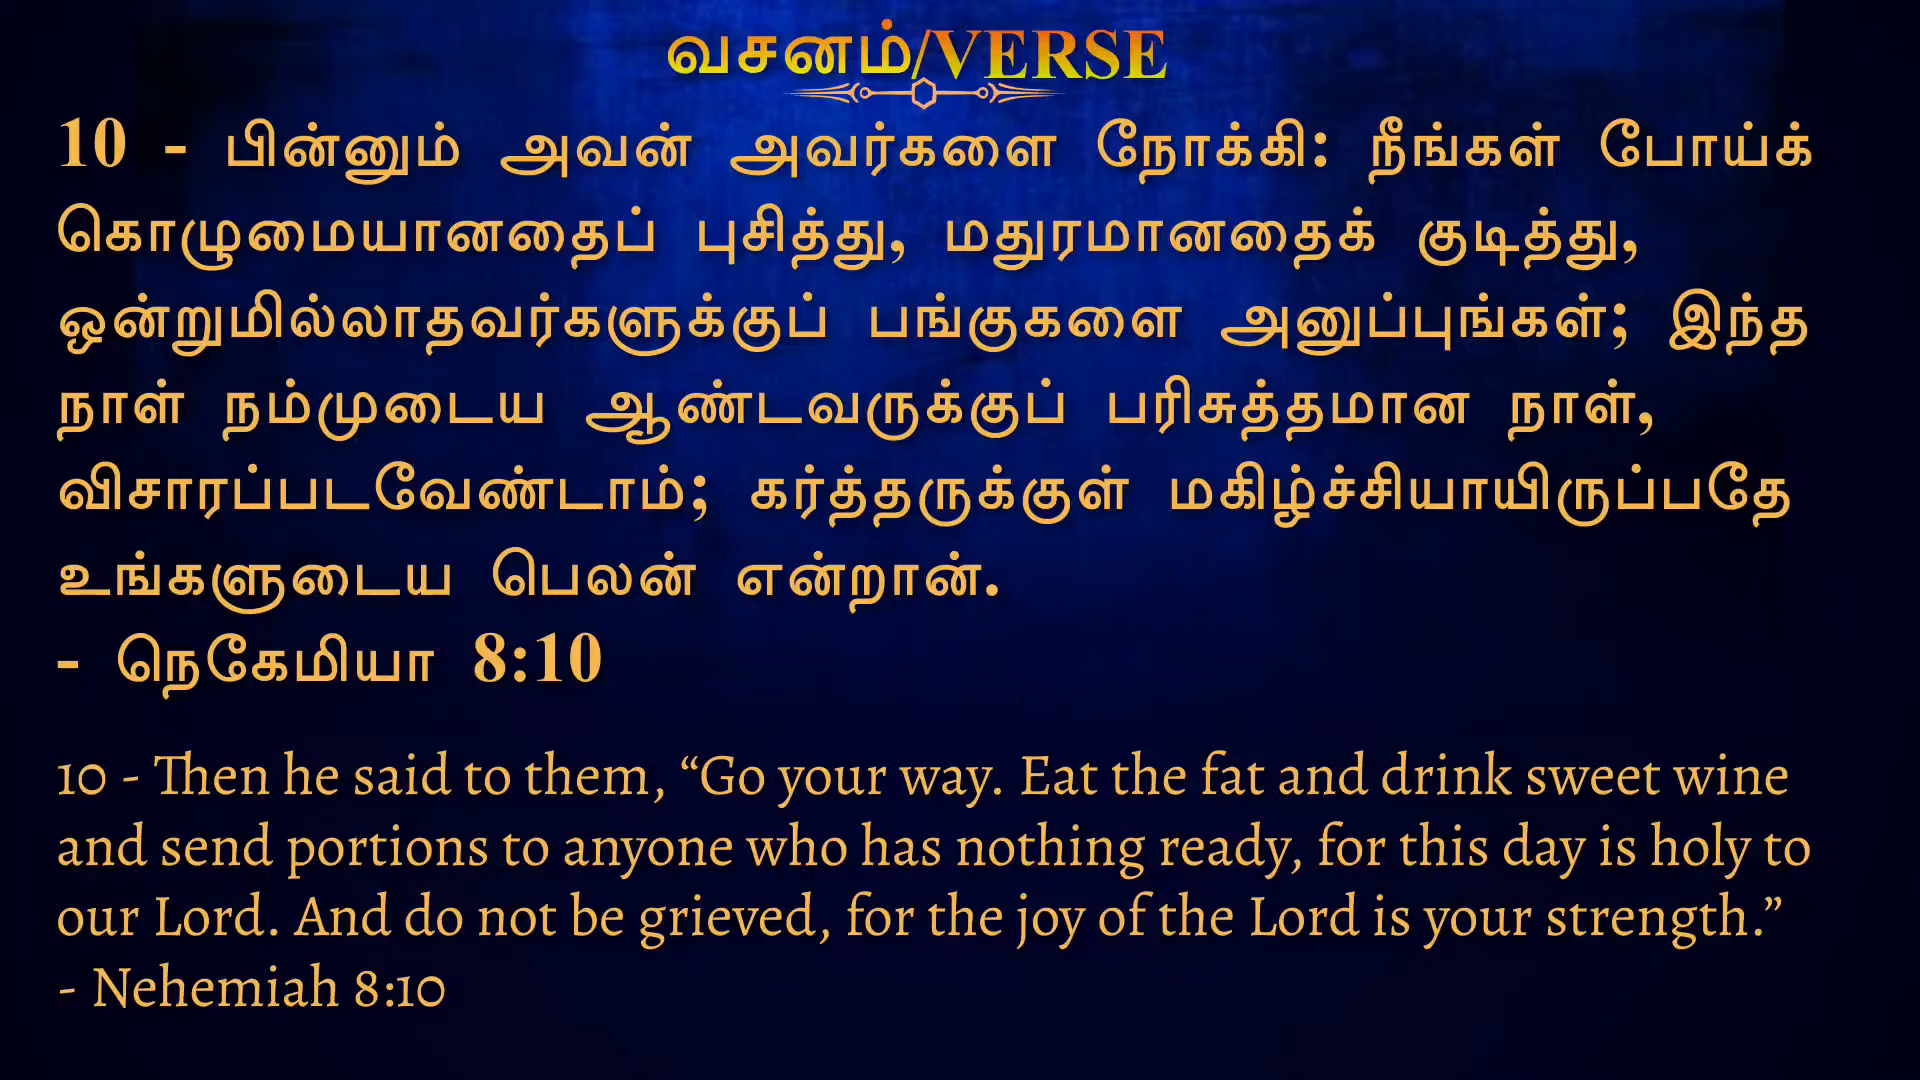 வசனம்/VERSE
10 - பின்னும் அவன் அவர்களை நோக்கி: நீங்கள் போய்க்
கொழுமையானதைப் புசித்து, மதுரமானதைக் குடித்து,
ஒன்றுமில்லாதவர்களுக்குப் பங்குகளை அனுப்புங்கள்; இந்த
நாள் நம்முடைய ஆண்டவருக்குப் பரிசுத்தமான நாள்,
விசாரப்படவேண்டாம்; கர்த்தருக்குள் மகிழ்ச்சியாயிருப்பதே
உங்களுடைய பெலன் என்றான்.
- நெகேமியா 8:10
10 - Then he said to them, “Go your way. Eat the fat and drink sweet wine
and send portions to anyone who has nothing ready, for this day is holy to
our Lord. And do not be grieved, for the joy of the Lord is your strength.”
- Nehemiah 8:10